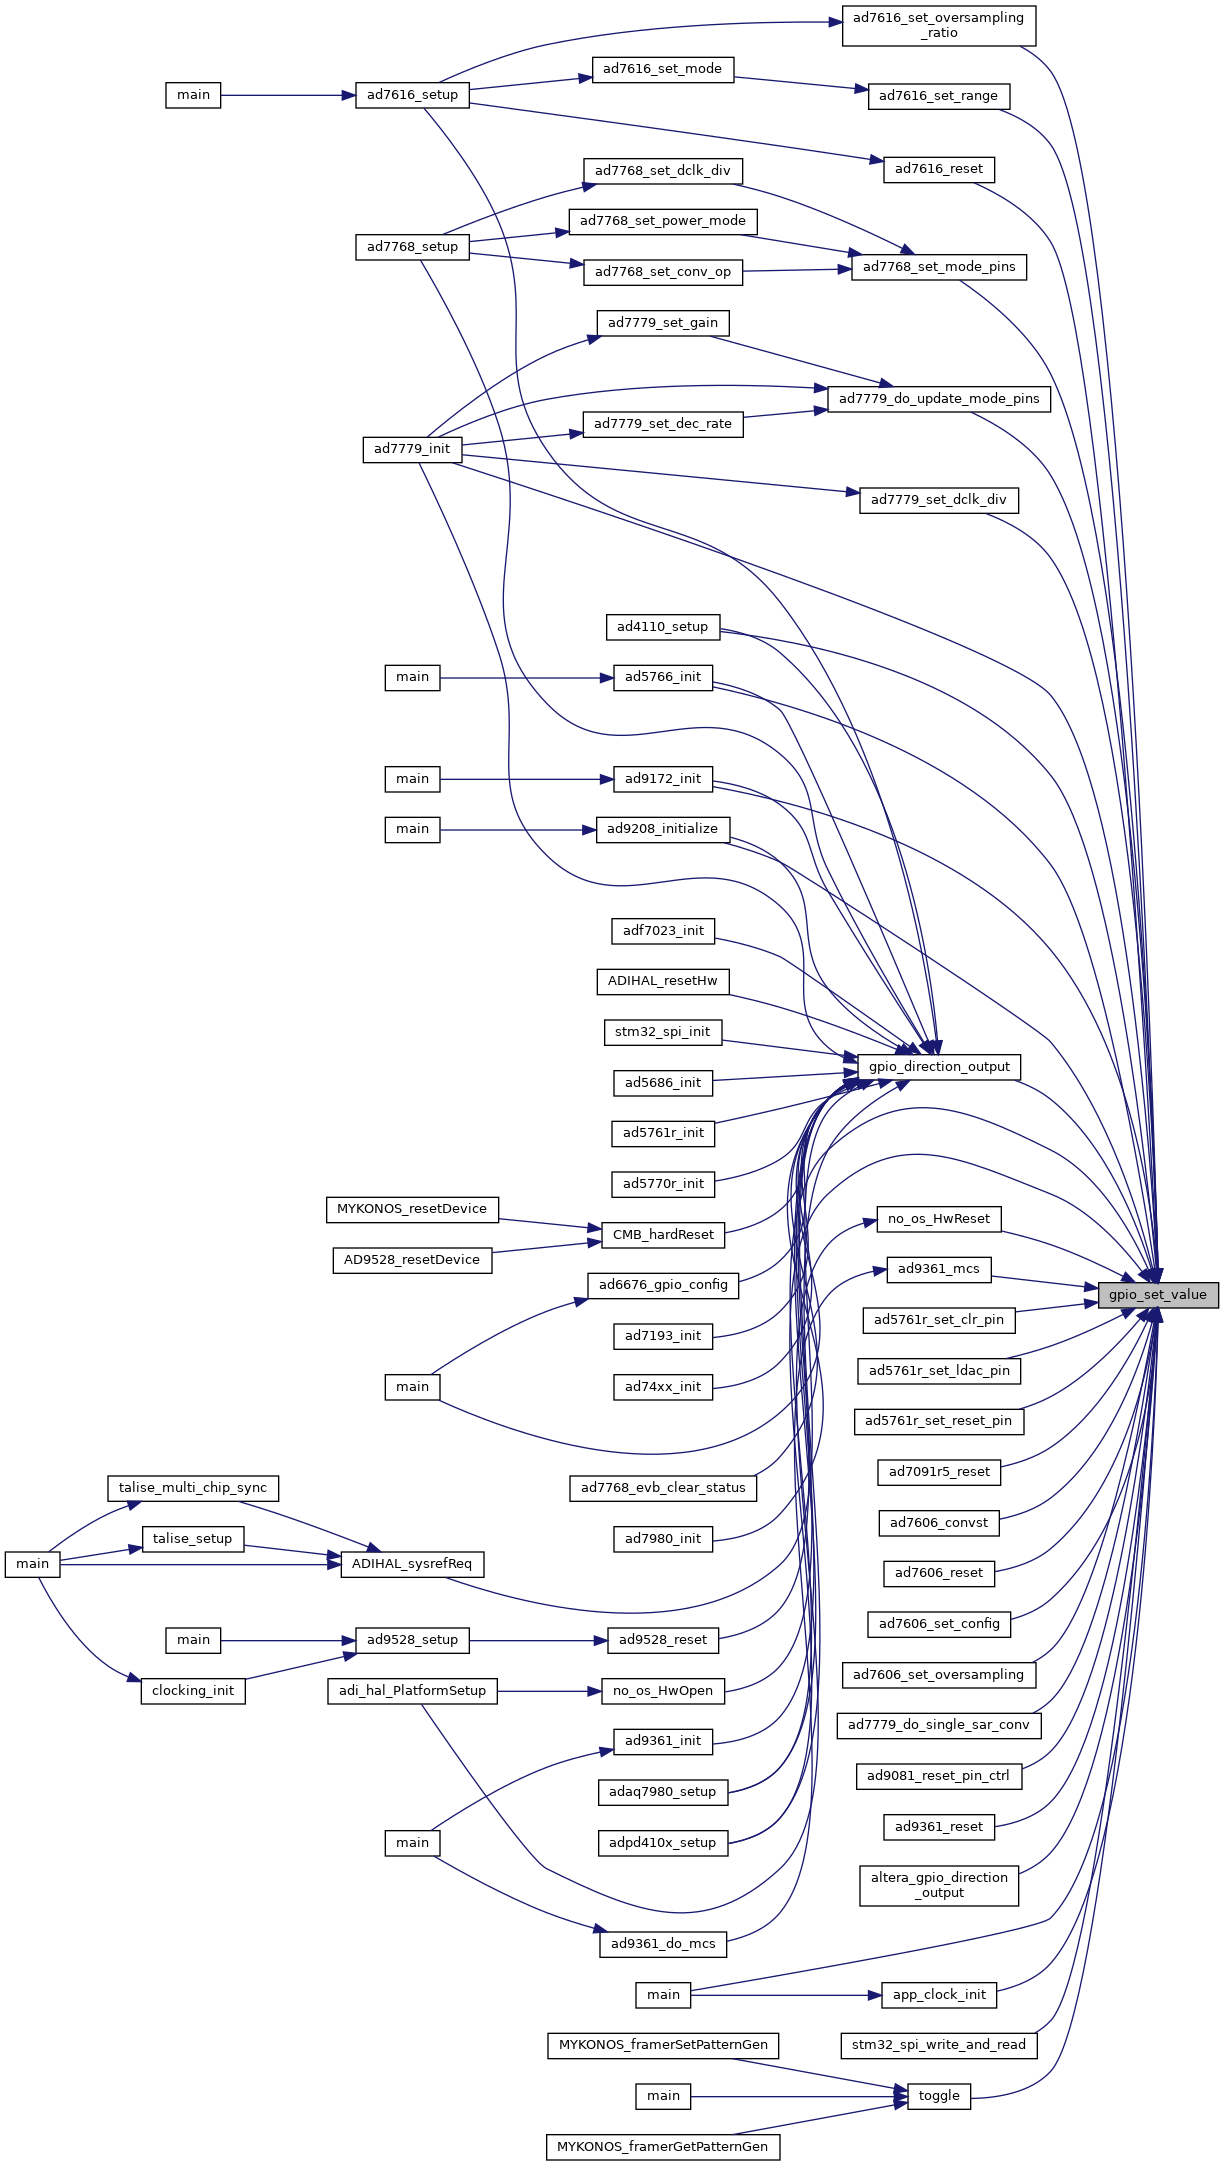 ad7616_set_oversampling
_ratio
ad7616_set_mode
main
ad7616_setup
ad7616_set_range
ad7616_reset
ad7768_set_dclk_div
ad7768_set_power_mode
ad7768_setup
ad7768_set_conv_op
ad7768_set_mode_pins
ad7779_set_gain
ad7779_do_update_mode_pins
ad7779_set_dec_rate
ad7779_init
ad7779_set_dclk_div
ad4110_setup
main
ad5766_init
main
ad9172_init
main
ad9208_initialize
adf7023_init
ADIHAL_resetHw
stm32_spi_init
gpio_direction_output
ad5686_init
ad5761r_init
ad5770r_init
MYKONOS_resetDevice
CMB_hardReset
no_os_HwReset
AD9528_resetDevice
ad9361_mcs
ad6676_gpio_config
gpio_set_value
ad5761r_set_clr_pin
ad7193_init
ad5761r_set_ldac_pin
main
ad74xx_init
ad5761r_set_reset_pin
ad7091r5_reset
talise_multi_chip_sync
ad7768_evb_clear_status
ad7606_convst
talise_setup
ad7980_init
main
ADIHAL_sysrefReq
ad7606_reset
ad7606_set_config
main
ad9528_setup
ad9528_reset
ad7606_set_oversampling
clocking_init
adi_hal_PlatformSetup
no_os_HwOpen
ad7779_do_single_sar_conv
ad9361_init
ad9081_reset_pin_ctrl
adaq7980_setup
ad9361_reset
main
adpd410x_setup
altera_gpio_direction
_output
ad9361_do_mcs
main
app_clock_init
MYKONOS_framerSetPatternGen
stm32_spi_write_and_read
main
toggle
MYKONOS_framerGetPatternGen